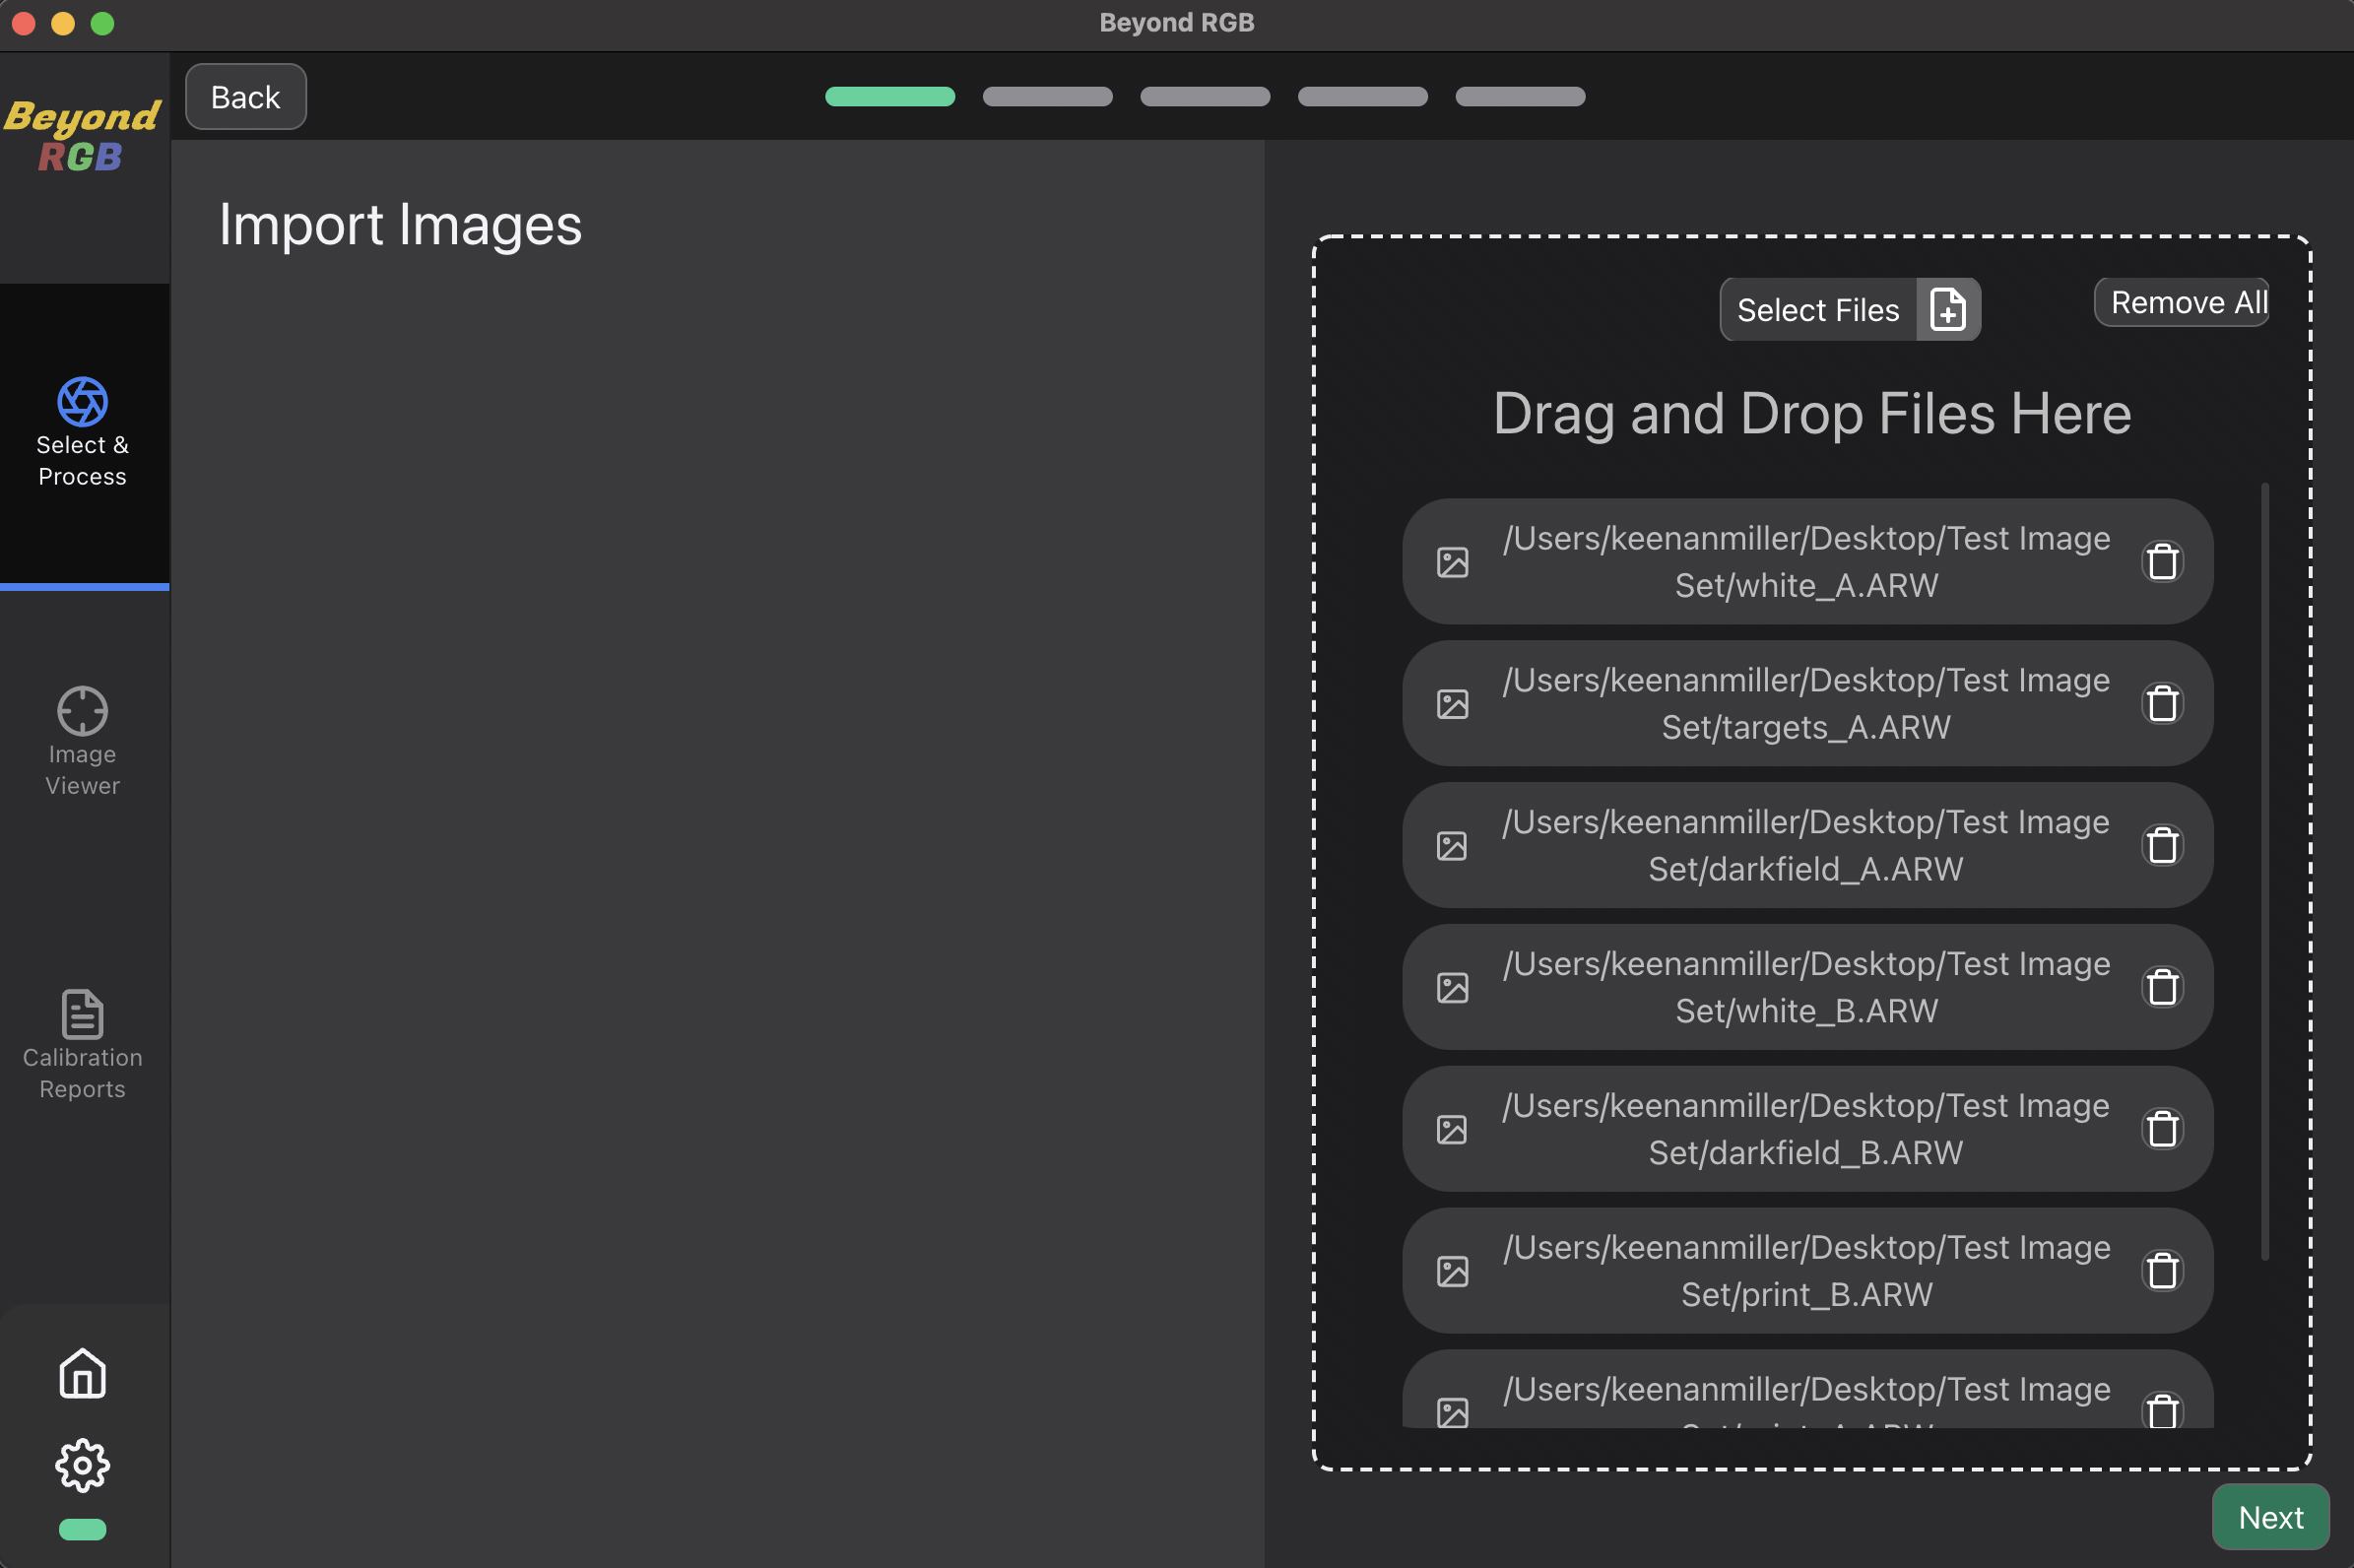 Beyond RGB
Back
Beyond
RGB
Import Images
Select Files
Remove All
Drag and Drop Files Here
Select &
Process
/Users/keenanmiller/Desktop/Test Image
Set/white_A.ARW
/Users/keenanmiller/Desktop/Test Image
Set/targets_A.ARW
Image
Viewer
/Users/keenanmiller/Desktop/Test Image
Set/darkfield_A.ARW
/Users/keenanmiller/Desktop/Test Image
Set/white_B.ARW
Calibration
Reports
/Users/keenanmiller/Desktop/Test Image
Set/darkfield_B.ARW
/Users/keenanmiller/Desktop/Test Image
Set/print_B.ARW
/Users/keenanmiller/Desktop/Test Image
Next